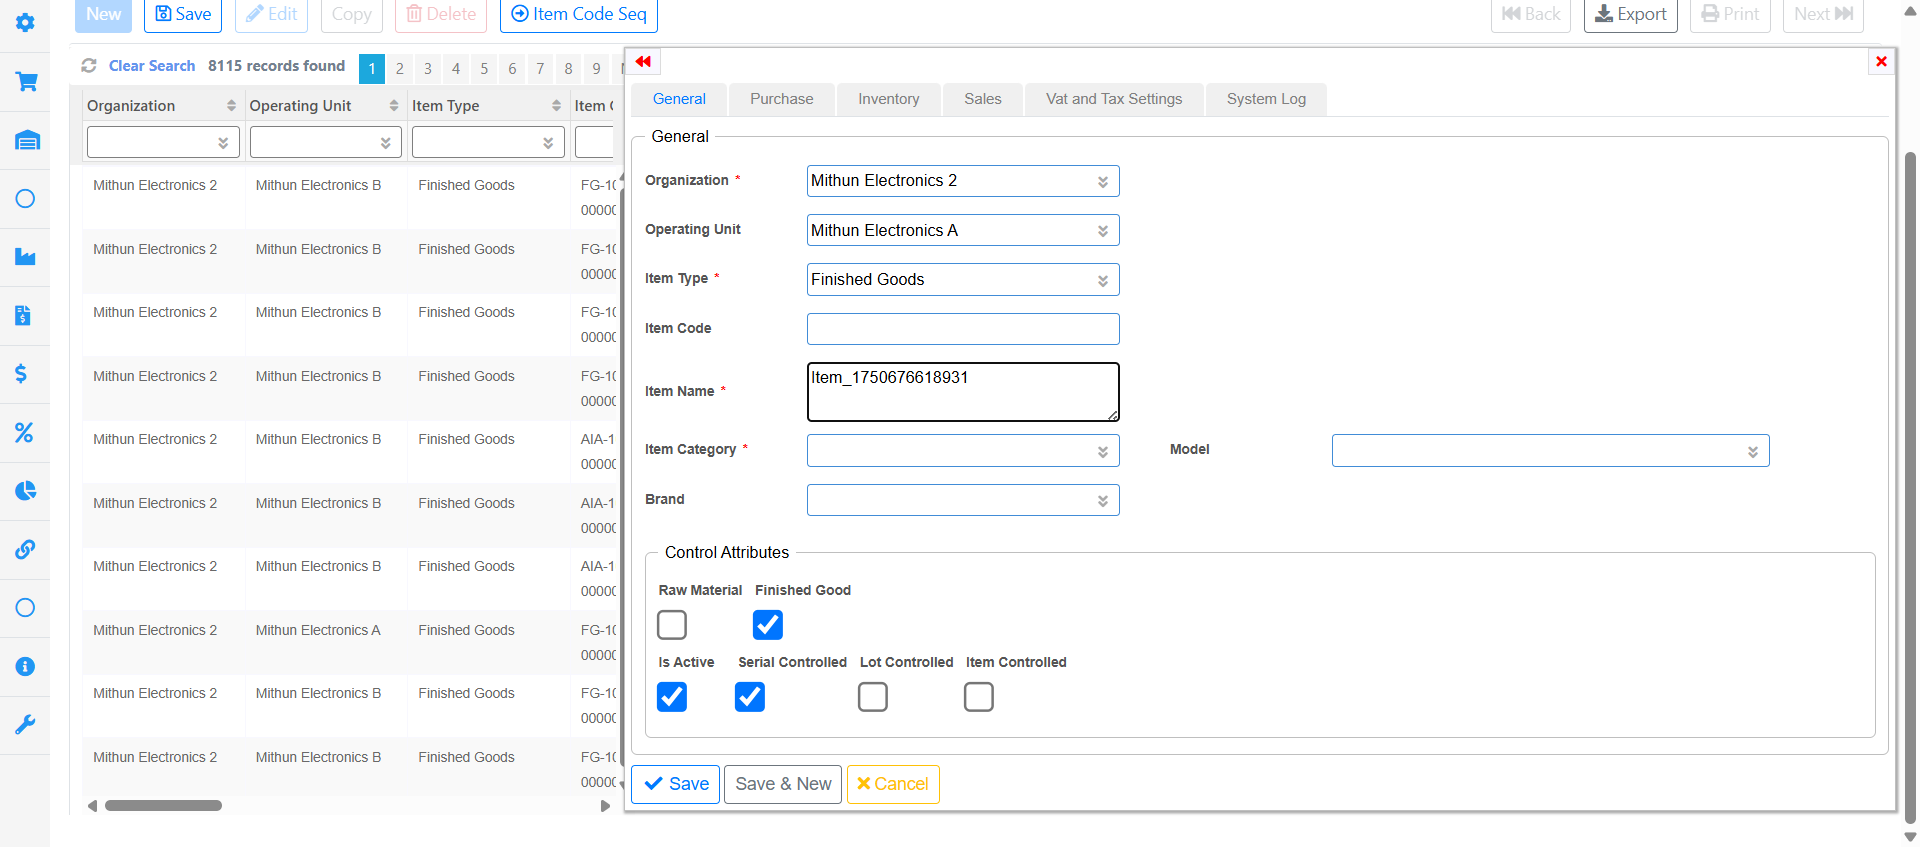 New Save Edit Copy Delete Item Code Seq Back Export Print Next
Clear Search 8115 records found 1 2 3 4 5 6 7 8 9
Organization Operating Unit Item Type Item
Mithun Electronics 2 Mithun Electronics B Finished Goods FG-10
0000
Mithun Electronics 2 Mithun Electronics B Finished Goods FG-10
0000
Mithun Electronics 2 Mithun Electronics B Finished Goods FG-10
0000
Mithun Electronics 2 Mithun Electronics B Finished Goods FG-10
0000
Mithun Electronics 2 Mithun Electronics B Finished Goods AIA-1
0000
Mithun Electronics 2 Mithun Electronics B Finished Goods AIA-1
0000
Mithun Electronics 2 Mithun Electronics B Finished Goods AIA-1
0000
Mithun Electronics 2 Mithun Electronics A Finished Goods FG-10
0000
Mithun Electronics 2 Mithun Electronics B Finished Goods FG-10
0000
Mithun Electronics 2 Mithun Electronics B Finished Goods FG-10
0000
General Purchase Inventory Sales Vat and Tax Settings System Log
General
Organization * Mithun Electronics 2
Operating Unit Mithun Electronics A
Item Type * Finished Goods
Item Code
Item Name * Item_1750676618931
Item Category * Model
Brand
Control Attributes
Raw Material Finished Good
Is Active Serial Controlled Lot Controlled Item Controlled
Save Save & New Cancel